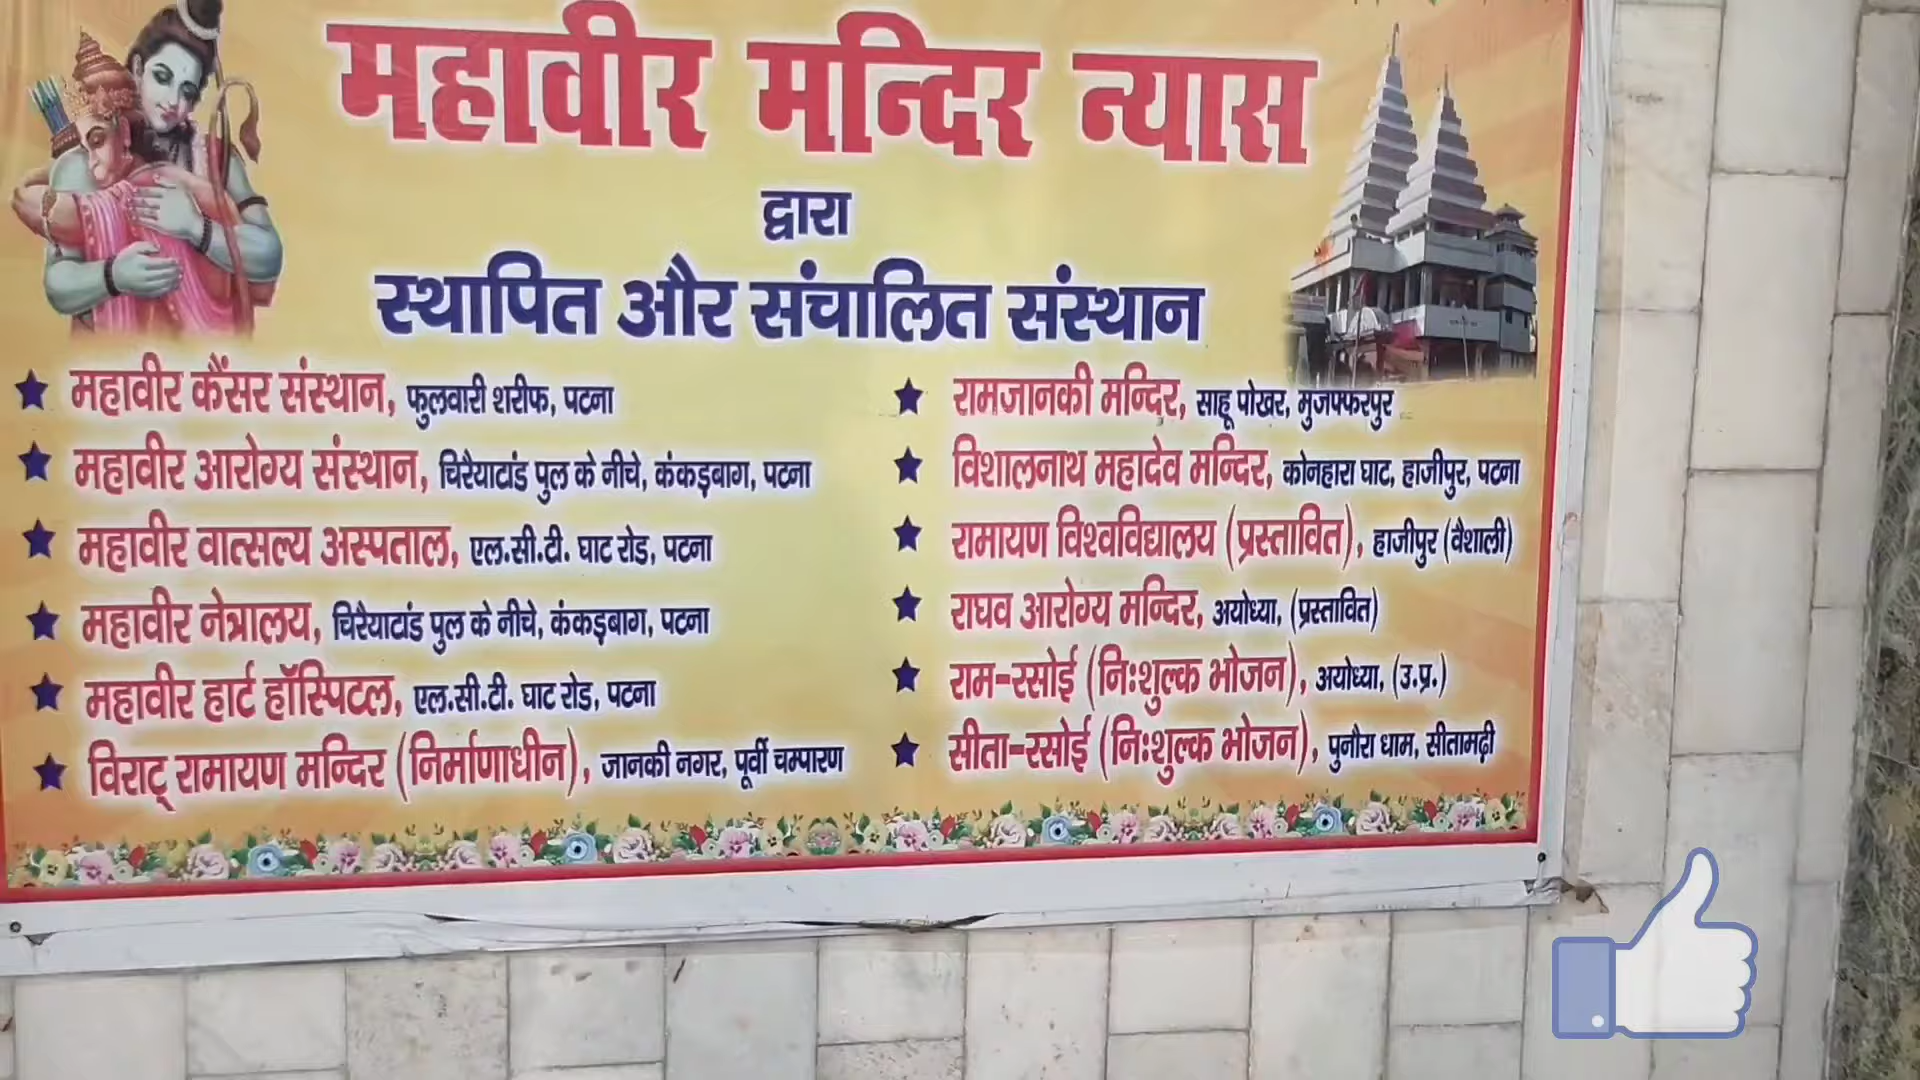 महावीर मन्दिर न्यास
द्वारा
स्थापित और संचालित संस्थान
महावीर कैंसर संस्थान, फुलवारी शरीफ, पटना
महावीर आरोग्य संस्थान, चिरैयाटांड पुल के नीचे, कंकड़बाग, पटना
महावीर वात्सल्य अस्पताल, एल.सी.टी. घाट रोड, पटना
महावीर नेत्रालय, चिरैयाटांड पुल के नीचे, कंकड़बाग, पटना
महावीर हार्ट हॉस्पिटल, एल.सी.टी. घाट रोड, पटना
विराट् रामायण मन्दिर (निर्माणाधीन), जानकी नगर, पूर्वी चम्पारण
रामजानकी मन्दिर, साहू पोखर, मुजफ्फरपुर
विशालनाथ महादेव मन्दिर, कोनहारा घाट, हाजीपुर, पटना
रामायण विश्वविद्यालय (प्रस्तावित), हाजीपुर (वैशाली)
राघव आरोग्य मन्दिर, अयोध्या, (प्रस्तावित)
राम-रसोई (निःशुल्क भोजन), अयोध्या, (उ.प्र.)
सीता-रसोई (निःशुल्क भोजन), पुनौरा धाम, सीतामढ़ी